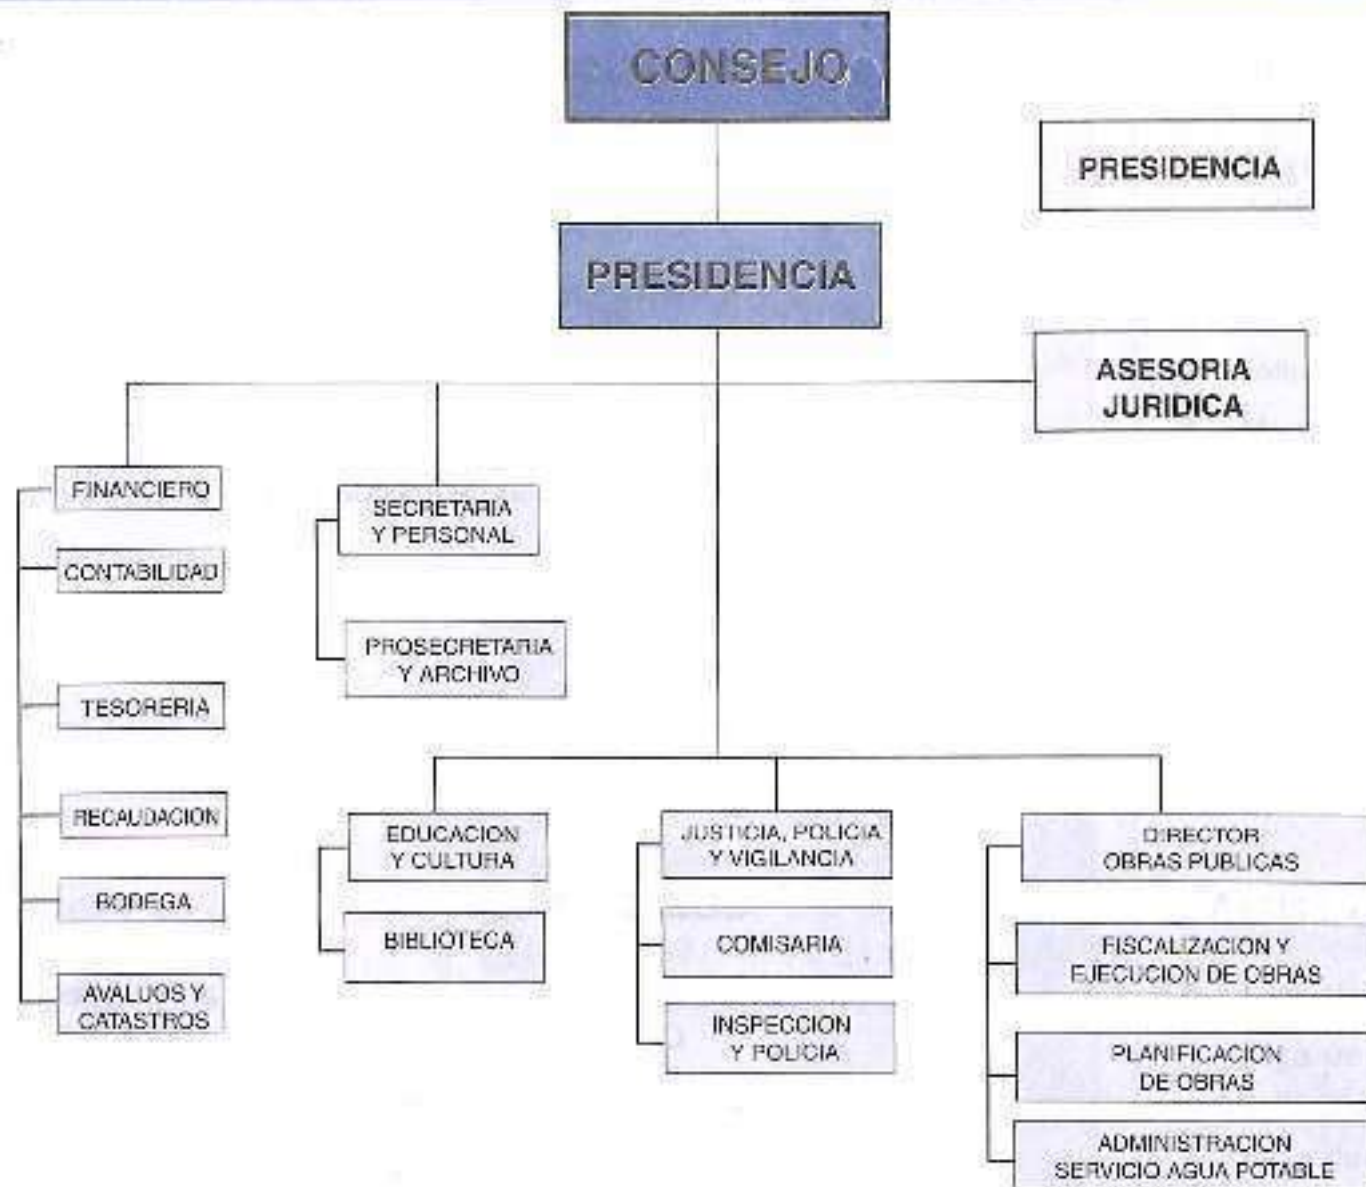 CONSEJO
PRESIDENCIA
PRESIDENCIA
ASESORIA
JURIDICA
FINANCIERO
CONTABILIDAD
TESORERIA
RECAUDACION
BODEGA
AVALUOS Y
CATASTROS
SECRETARIA
Y PERSONAL
PROSECRETARIA
Y ARCHIVO
EDUCACION
Y CULTURA
BIBLIOTECA
JUSTICIA, POLICIA
Y VIGILANCIA
COMISARIA
INSPECCION
Y POLICIA
DIRECTOR
OBRAS PUBLICAS
FISCALIZACION Y
EJECUCION DE OBRAS
PLANIFICACION
DE OBRAS
ADMINISTRACION
SERVICIO AGUA POTABLE